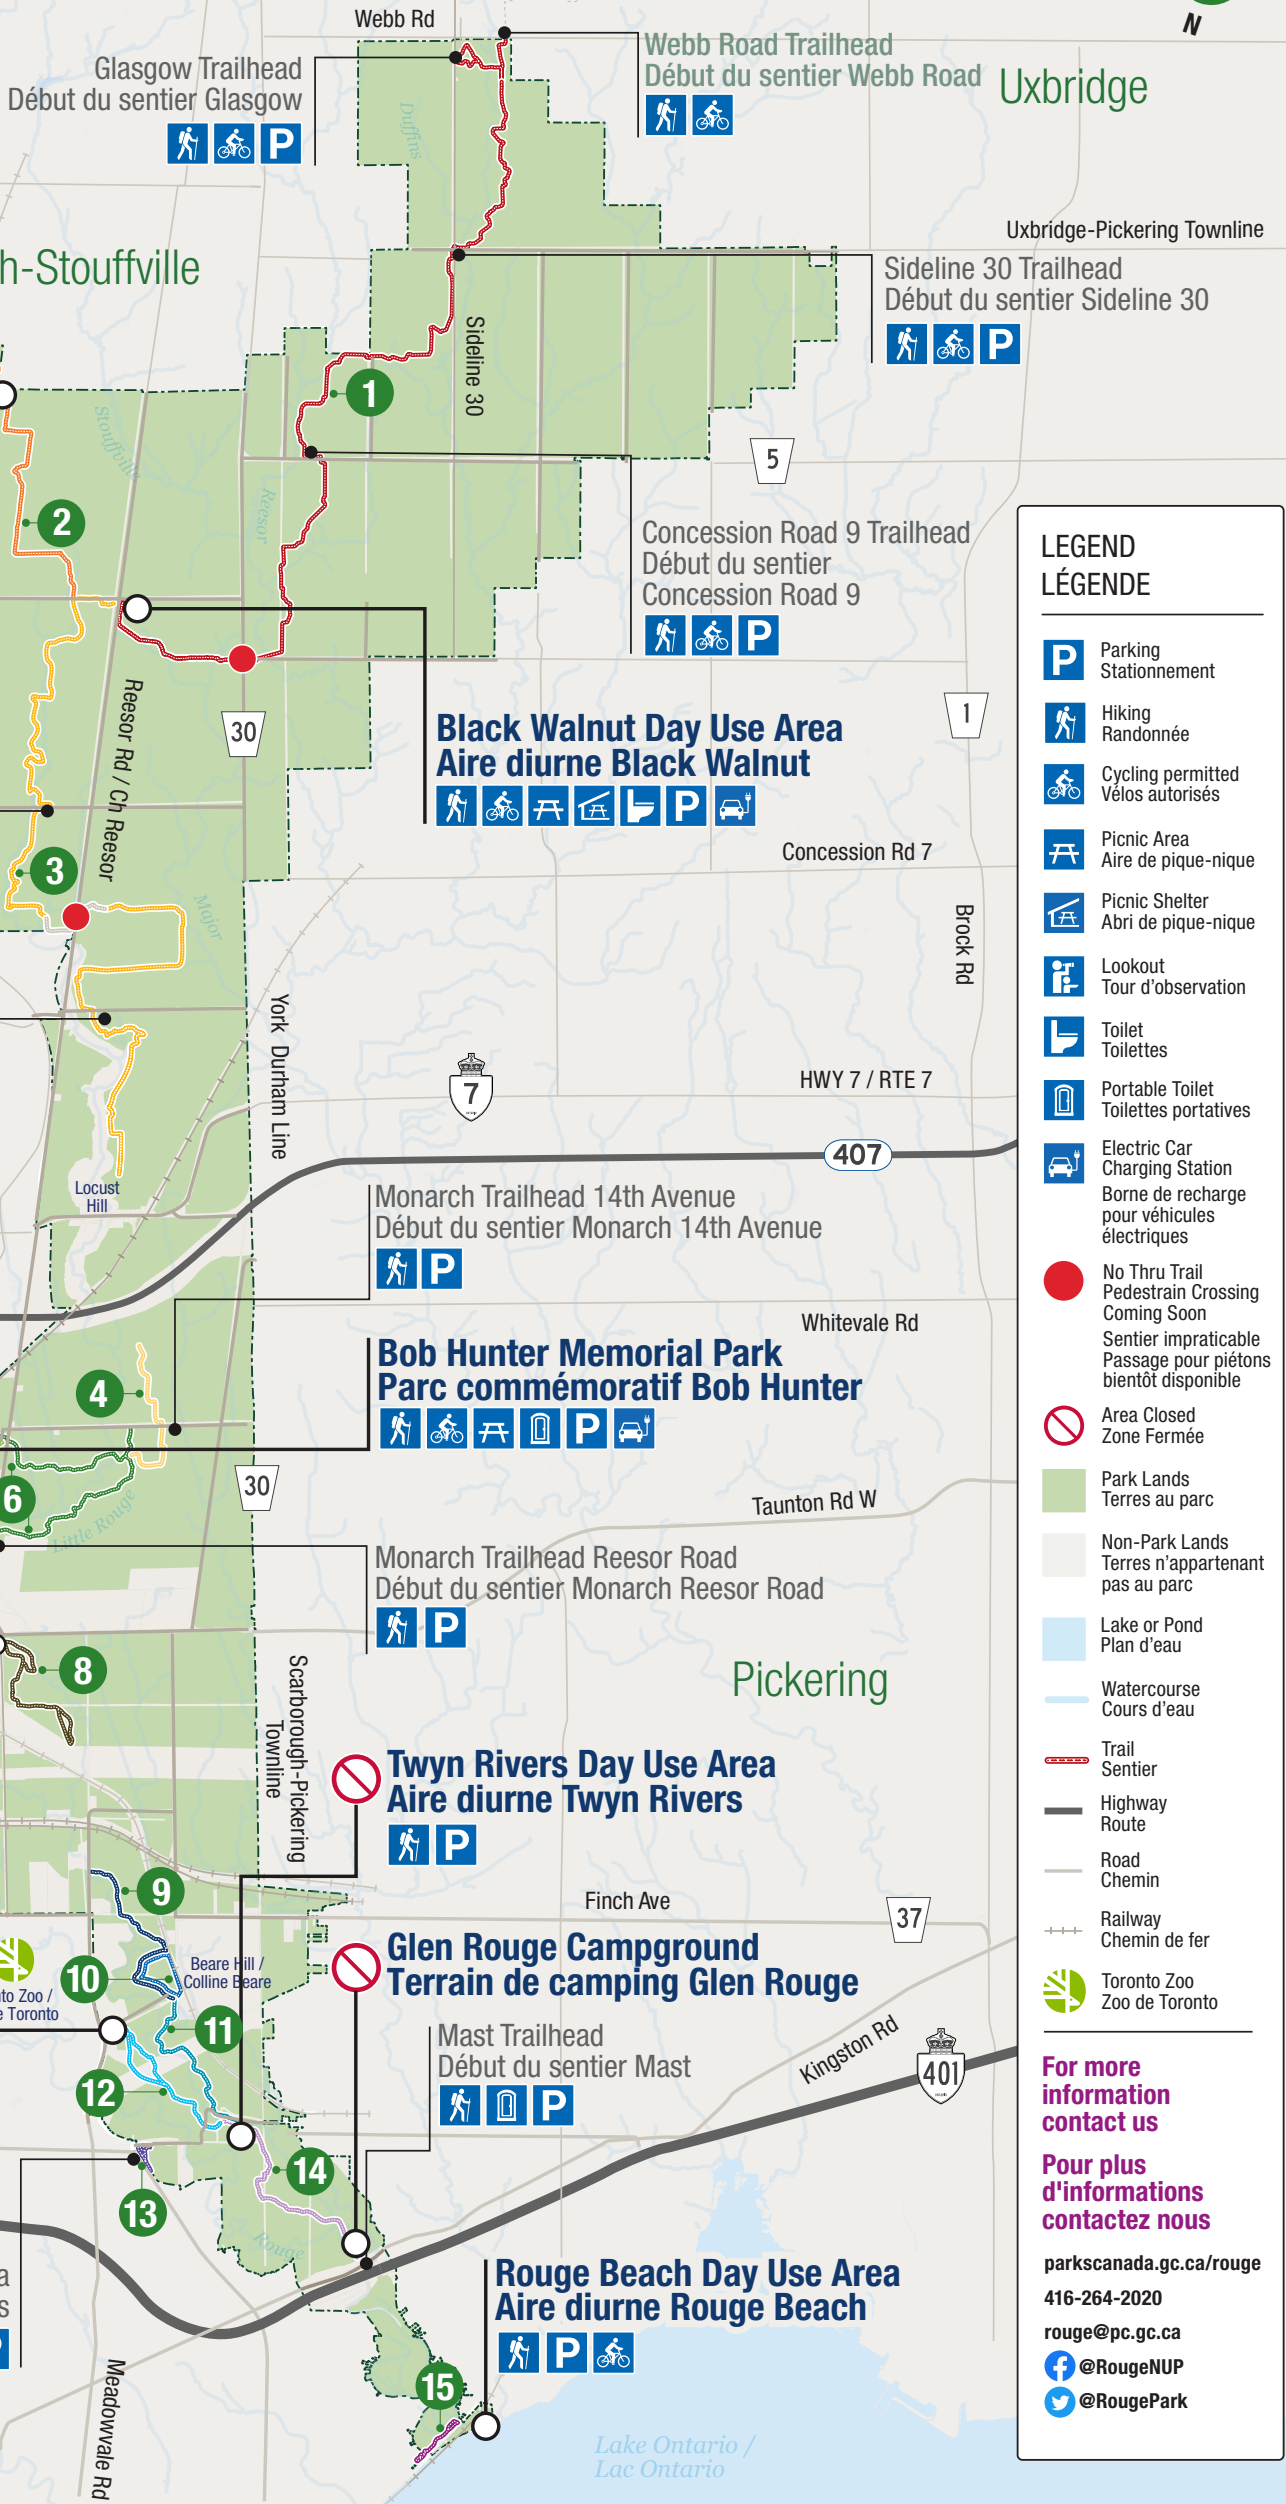 N
Webb Rd
Glasgow Trailhead
Début du sentier Glasgow
P
Webb Road Trailhead
Début du sentier Webb Road
Uxbridge
Duffins
Uxbridge-Pickering Townline
h-Stouffville
Sideline 30 Trailhead
Début du sentier Sideline 30
P
Sideline 30
1
Stouffville
Reesor
5
2
Concession Road 9 Trailhead
Début du sentier
Concession Road 9
P
Reesor Rd / Ch Reesor
30
1
Black Walnut Day Use Area
Aire diurne Black Walnut
P
Concession Rd 7
3
Major
Brock Rd
York Durham Line
7
HWY 7 / RTE 7
407
Locust
Hill
Monarch Trailhead 14th Avenue
Début du sentier Monarch 14th Avenue
P
Whitevale Rd
Bob Hunter Memorial Park
Parc commémoratif Bob Hunter
P
4
30
6
Little Rouge
Taunton Rd W
Monarch Trailhead Reesor Road
Début du sentier Monarch Reesor Road
P
8
Scarborough-Pickering
Townline
Pickering
Twyn Rivers Day Use Area
Aire diurne Twyn Rivers
P
9
Finch Ave
37
10
Beare Hill /
Colline Beare
to Zoo /
e Toronto
Glen Rouge Campground
Terrain de camping Glen Rouge
11
Mast Trailhead
Début du sentier Mast
P
Kingston Rd
401
12
14
13
Rouge
a
s
Rouge Beach Day Use Area
Aire diurne Rouge Beach
P
15
Meadowvale Rd
Lake Ontario /
Lac Ontario
LEGEND
LÉGENDE
P
Parking
Stationnement
Hiking
Randonnée
Cycling permitted
Vélos autorisés
Picnic Area
Aire de pique-nique
Picnic Shelter
Abri de pique-nique
Lookout
Tour d'observation
Toilet
Toilettes
Portable Toilet
Toilettes portatives
Electric Car
Charging Station
Borne de recharge
pour véhicules
électriques
No Thru Trail
Pedestrain Crossing
Coming Soon
Sentier impraticable
Passage pour piétons
bientôt disponible
Area Closed
Zone Fermée
Park Lands
Terres au parc
Non-Park Lands
Terres n'appartenant
pas au parc
Lake or Pond
Plan d'eau
Watercourse
Cours d'eau
Trail
Sentier
Highway
Route
Road
Chemin
Railway
Chemin de fer
Toronto Zoo
Zoo de Toronto
For more
information
contact us
Pour plus
d'informations
contactez nous
parkscanada.gc.ca/rouge
416-264-2020
rouge@pc.gc.ca
@RougeNUP
@RougePark